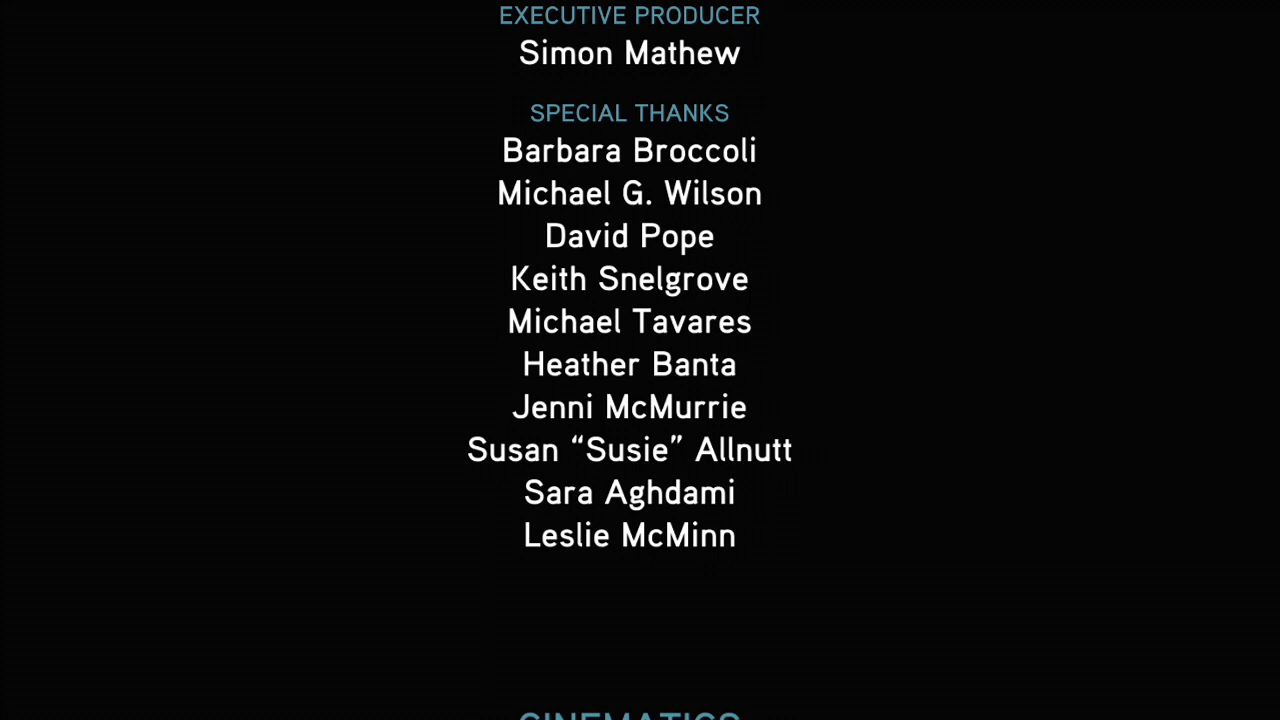 EXECUTIVE PRODUCER
Simon Mathew
SPECIAL THANKS
Barbara Broccoli
Michael G. Wilson
David Pope
Keith Snelgrove
Michael Tavares
Heather Banta
Jenni McMurrie
Susan “Susie” Allnutt
Sara Aghdami
Leslie McMinn
CINEMATICS